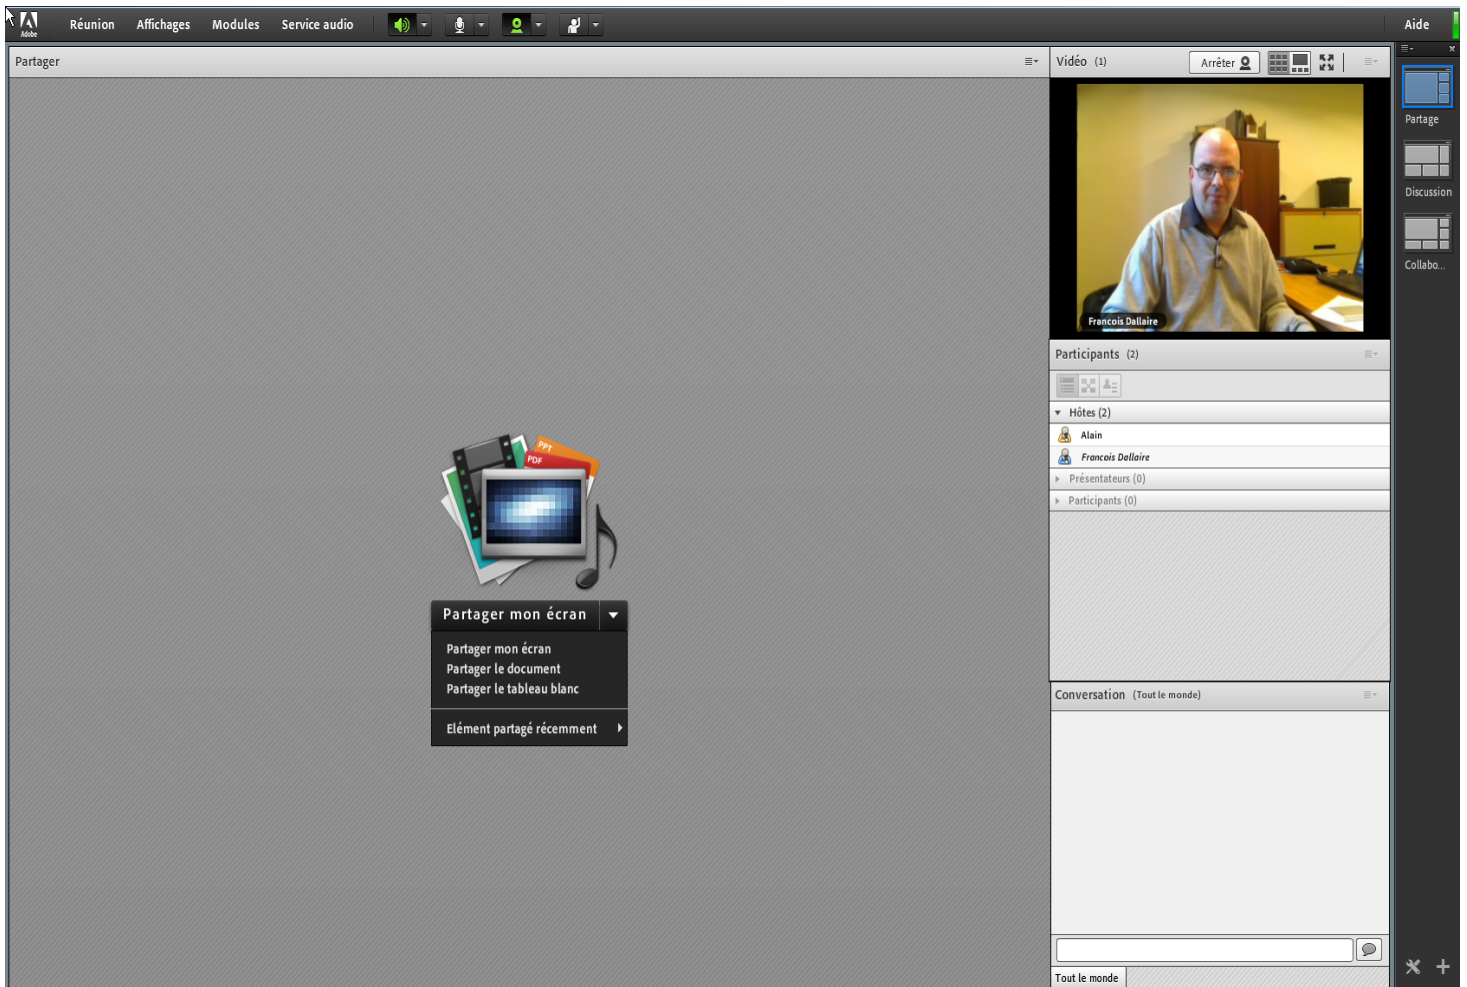 Adobe
Réunion
Affichages
Modules
Service audio
Aide
Partager
Vidéo (1)
Arrêter
Francois Dallaire
Participants (2)
Hôtes (2)
Alain
Francois Dallaire
Présentateurs (0)
Participants (0)
PPT
PDF
Partager mon écran
Partager mon écran
Partager le document
Partager le tableau blanc
Elément partagé récemment
Conversation (Tout le monde)
Tout le monde
Partage
Discussion
Collabo...